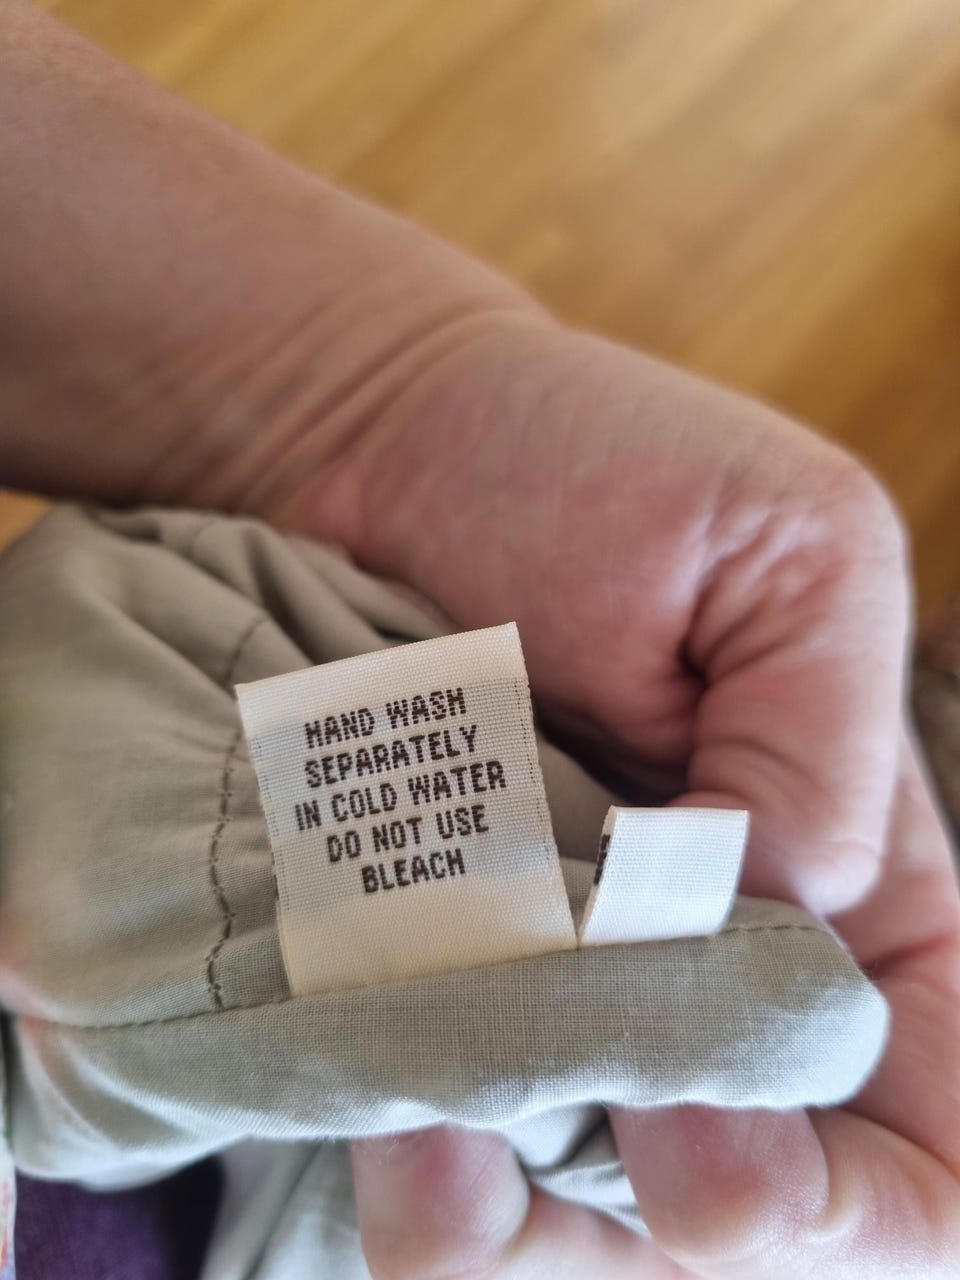 HAND WASH
SEPARATELY
IN COLD WATER
DO NOT USE
BLEACH